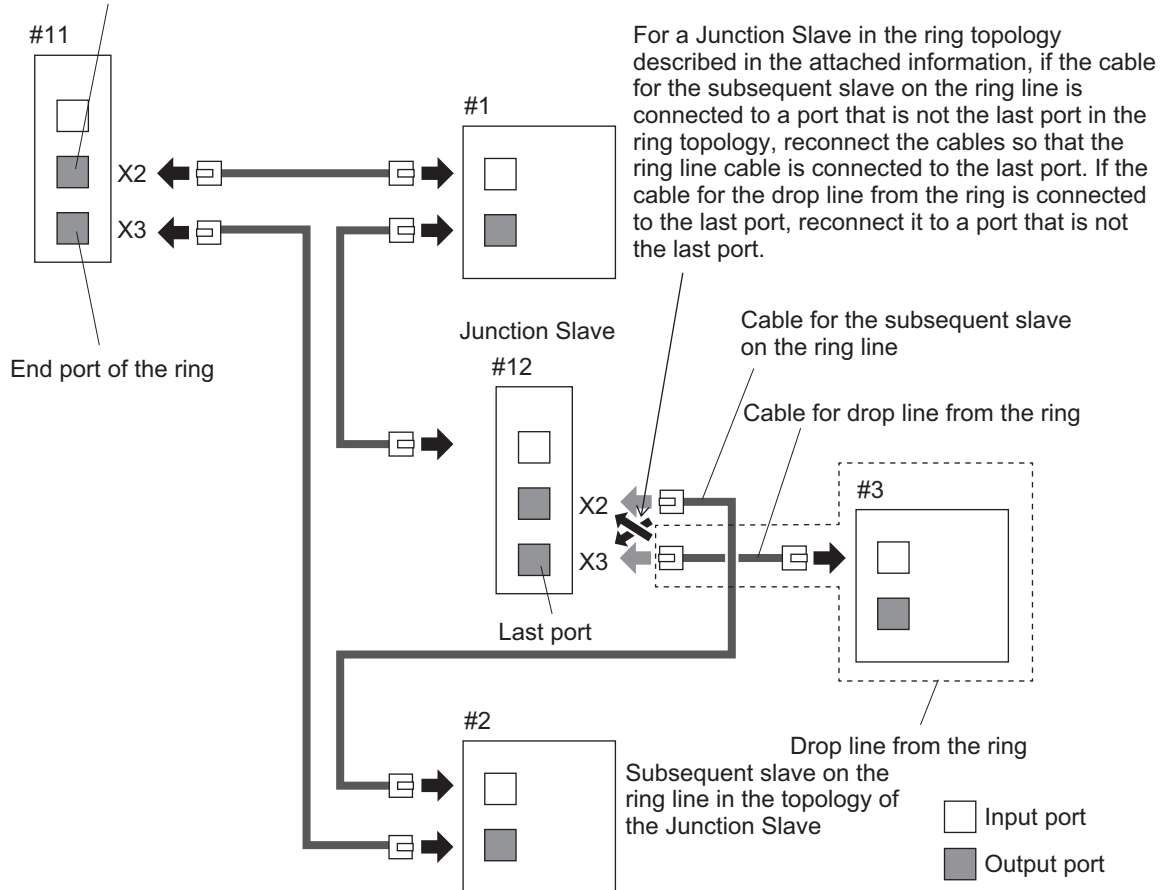 #11
X2
X3
End port of the ring
#1
For a Junction Slave in the ring topology
described in the attached information, if the cable
for the subsequent slave on the ring line is
connected to a port that is not the last port in the
ring topology, reconnect the cables so that the
ring line cable is connected to the last port. If the
cable for the drop line from the ring is connected
to the last port, reconnect it to a port that is not
the last port.
Junction Slave
#12
X2
X3
Last port
Cable for the subsequent slave
on the ring line
Cable for drop line from the ring
#3
Drop line from the ring
#2
Subsequent slave on the
ring line in the topology of
the Junction Slave
Input port
Output port